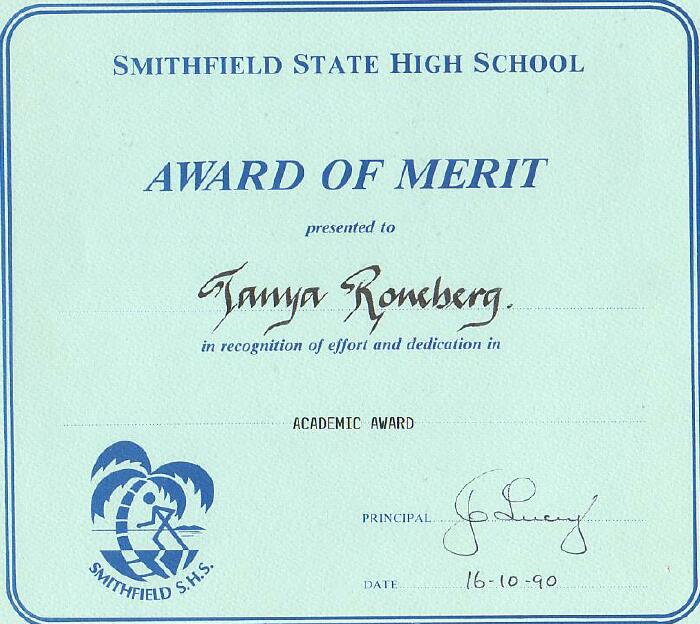 SMITHFIELD STATE HIGH SCHOOL
AWARD OF MERIT
presented to
Tanya Roneberg.
in recognition of effort and dedication in
ACADEMIC AWARD
PRINCIPAL
DATE 16-10-90
SMITHFIELD S.H.S.